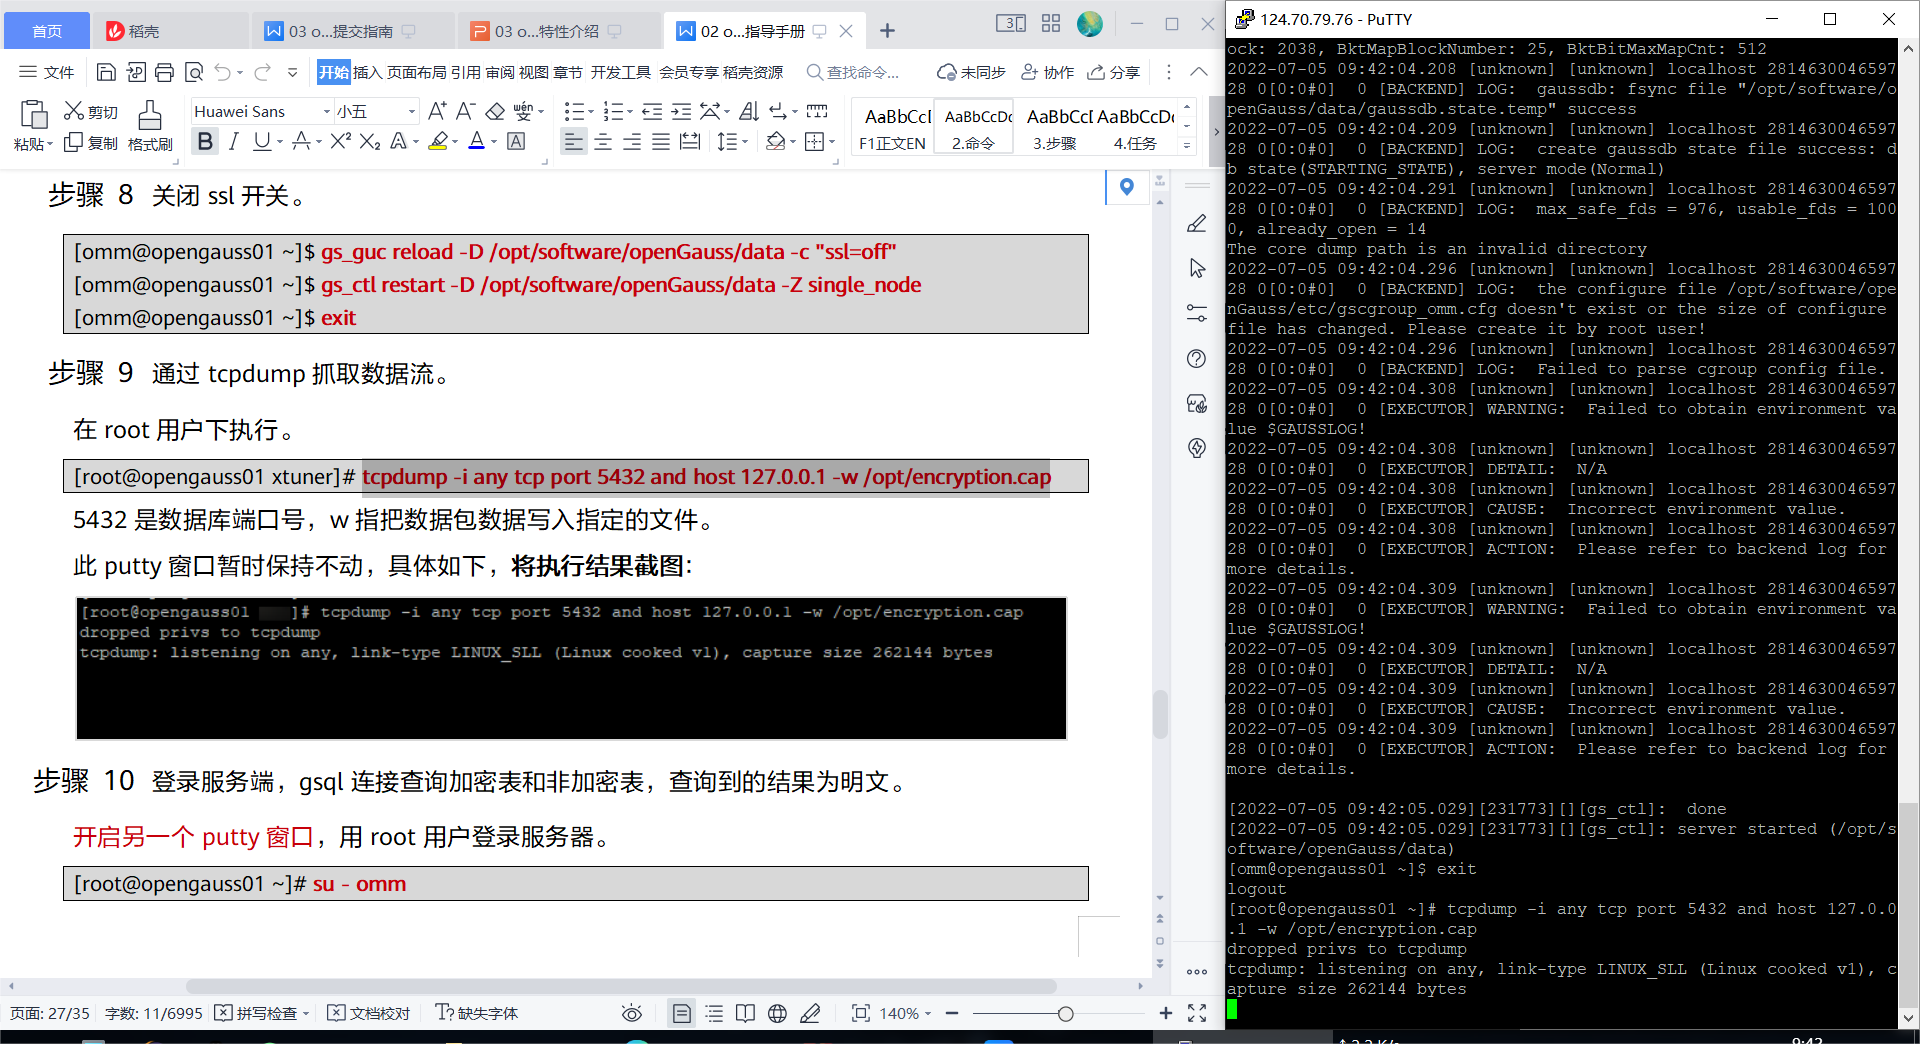 首页
稻壳
03 o...提交指南
03 o...特性介绍
02 o...指导手册
文件
开始
插入
页面布局
引用
审阅
视图
章节
开发工具
会员专享
稻壳资源
查找命令...
未同步
协作
分享
粘贴
剪切
复制
格式刷
Huawei Sans
小五
AaBbCcI
AaBbCcDc
AaBbCcI
AaBbCcDc
F1正文EN
2.命令
3.步骤
4.任务
步骤 8 关闭 ssl 开关。
[omm@opengauss01 ~]$ gs_guc reload -D /opt/software/openGauss/data -c "ssl=off"
[omm@opengauss01 ~]$ gs_ctl restart -D /opt/software/openGauss/data -Z single_node
[omm@opengauss01 ~]$ exit
步骤 9 通过 tcpdump 抓取数据流。
在 root 用户下执行。
[root@opengauss01 xtuner]# tcpdump -i any tcp port 5432 and host 127.0.0.1 -w /opt/encryption.cap
5432 是数据库端口号，w 指把数据包数据写入指定的文件。
此 putty 窗口暂时保持不动，具体如下，将执行结果截图：
[root@opengauss01 ]# tcpdump -i any tcp port 5432 and host 127.0.0.1 -w /opt/encryption.cap
dropped privs to tcpdump
tcpdump: listening on any, link-type LINUX_SLL (Linux cooked v1), capture size 262144 bytes
步骤 10 登录服务端，gsql 连接查询加密表和非加密表，查询到的结果为明文。
开启另一个 putty 窗口，用 root 用户登录服务器。
[root@opengauss01 ~]# su - omm
页面: 27/35
字数: 11/6995
拼写检查
文档校对
缺失字体
140%
124.70.79.76 - PuTTY
ock: 2038, BktMapBlockNumber: 25, BktBitMaxMapCnt: 512
2022-07-05 09:42:04.208 [unknown] [unknown] localhost 2814630046597
28 0[0:0#0]  0 [BACKEND] LOG:  gaussdb: fsync file "/opt/software/o
penGauss/data/gaussdb.state.temp" success
2022-07-05 09:42:04.209 [unknown] [unknown] localhost 2814630046597
28 0[0:0#0]  0 [BACKEND] LOG:  create gaussdb state file success: d
b state(STARTING_STATE), server mode(Normal)
2022-07-05 09:42:04.291 [unknown] [unknown] localhost 2814630046597
28 0[0:0#0]  0 [BACKEND] LOG:  max_safe_fds = 976, usable_fds = 100
0, already_open = 14
The core dump path is an invalid directory
2022-07-05 09:42:04.296 [unknown] [unknown] localhost 2814630046597
28 0[0:0#0]  0 [BACKEND] LOG:  the configure file /opt/software/ope
nGauss/etc/gscgroup_omm.cfg doesn't exist or the size of configure
file has changed. Please create it by root user!
2022-07-05 09:42:04.296 [unknown] [unknown] localhost 2814630046597
28 0[0:0#0]  0 [BACKEND] LOG:  Failed to parse cgroup config file.
2022-07-05 09:42:04.308 [unknown] [unknown] localhost 2814630046597
28 0[0:0#0]  0 [EXECUTOR] WARNING:  Failed to obtain environment va
lue $GAUSSLOG!
2022-07-05 09:42:04.308 [unknown] [unknown] localhost 2814630046597
28 0[0:0#0]  0 [EXECUTOR] DETAIL:  N/A
2022-07-05 09:42:04.308 [unknown] [unknown] localhost 2814630046597
28 0[0:0#0]  0 [EXECUTOR] CAUSE:  Incorrect environment value.
2022-07-05 09:42:04.308 [unknown] [unknown] localhost 2814630046597
28 0[0:0#0]  0 [EXECUTOR] ACTION:  Please refer to backend log for
more details.
2022-07-05 09:42:04.309 [unknown] [unknown] localhost 2814630046597
28 0[0:0#0]  0 [EXECUTOR] WARNING:  Failed to obtain environment va
lue $GAUSSLOG!
2022-07-05 09:42:04.309 [unknown] [unknown] localhost 2814630046597
28 0[0:0#0]  0 [EXECUTOR] DETAIL:  N/A
2022-07-05 09:42:04.309 [unknown] [unknown] localhost 2814630046597
28 0[0:0#0]  0 [EXECUTOR] CAUSE:  Incorrect environment value.
2022-07-05 09:42:04.309 [unknown] [unknown] localhost 2814630046597
28 0[0:0#0]  0 [EXECUTOR] ACTION:  Please refer to backend log for
more details.
[2022-07-05 09:42:05.029][231773][][gs_ctl]:  done
[2022-07-05 09:42:05.029][231773][][gs_ctl]: server started (/opt/s
oftware/openGauss/data)
[omm@opengauss01 ~]$ exit
logout
[root@opengauss01 ~]# tcpdump -i any tcp port 5432 and host 127.0.0
.1 -w /opt/encryption.cap
dropped privs to tcpdump
tcpdump: listening on any, link-type LINUX_SLL (Linux cooked v1), c
apture size 262144 bytes